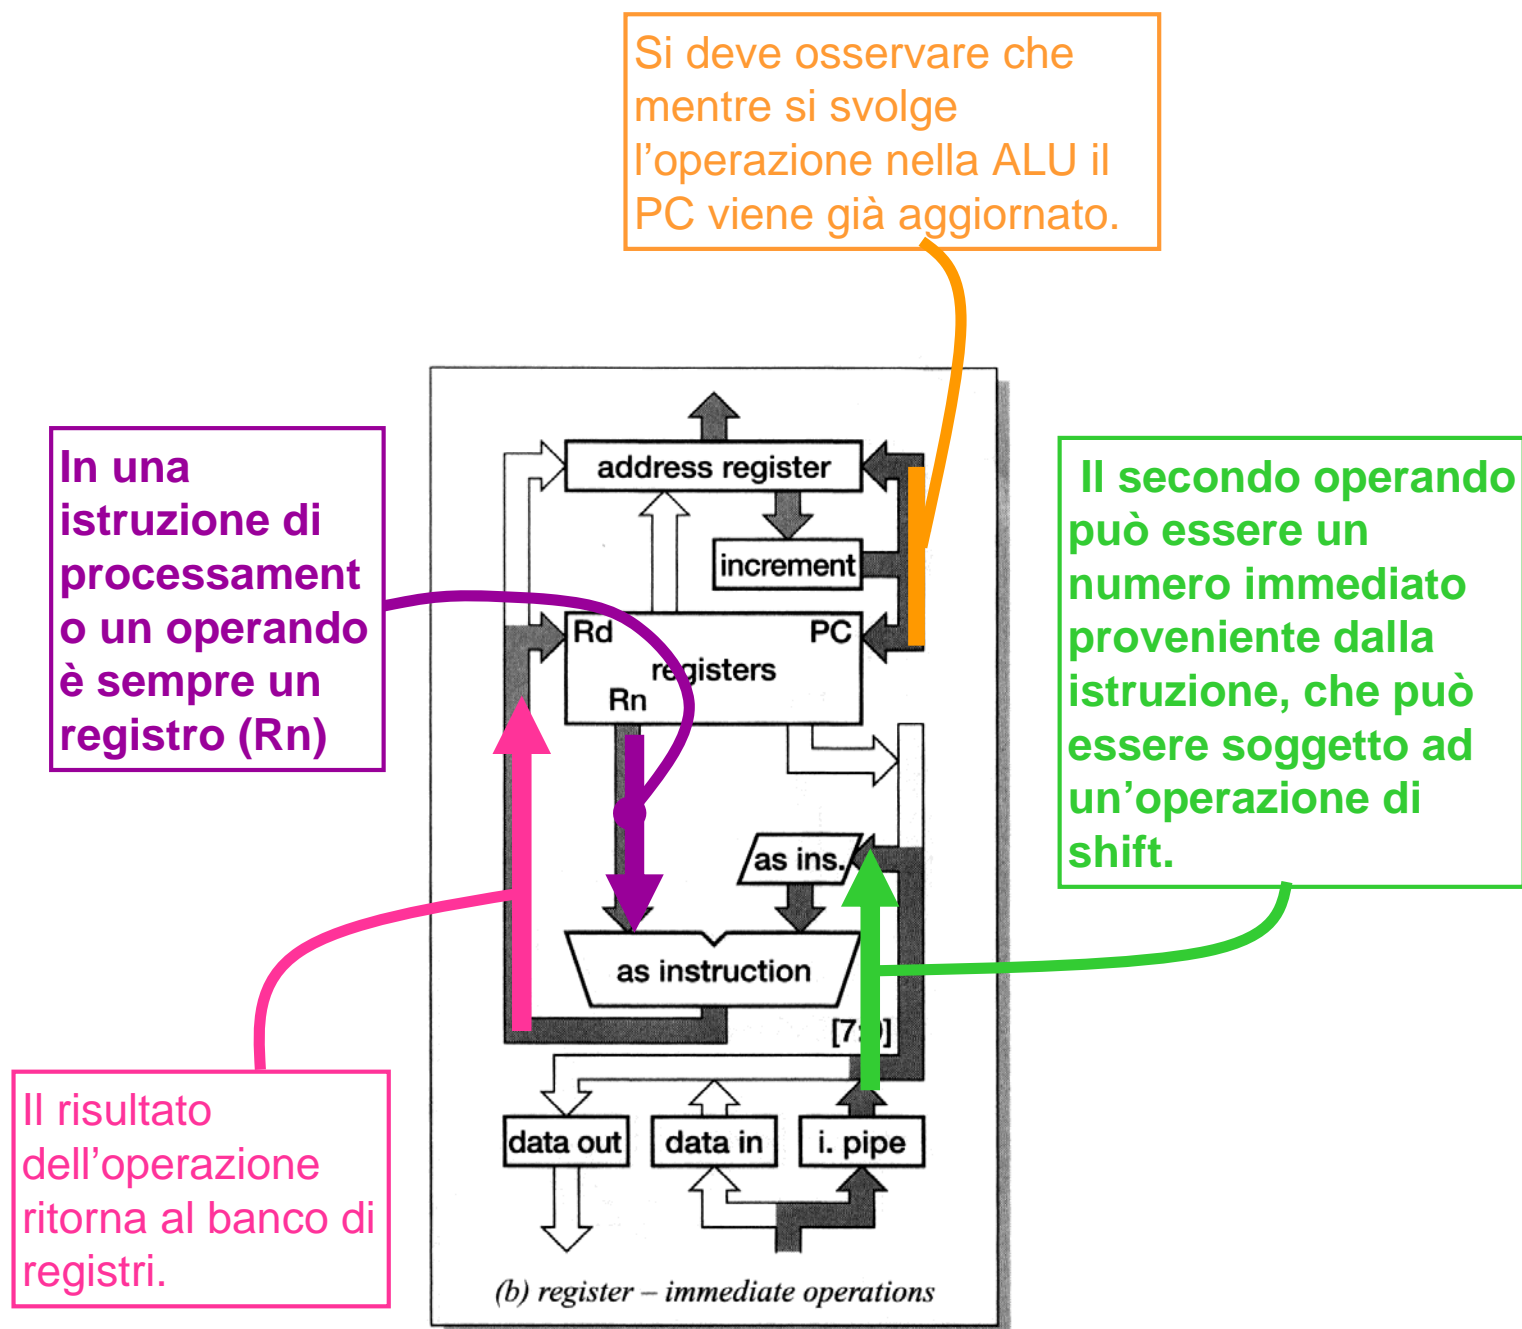 Si deve osservare che
mentre si svolge
l'operazione nella ALU il
PC viene già aggiornato.
In una
istruzione di
processament
o un operando
è sempre un
registro (Rn)
Il secondo operando
può essere un
numero immediato
proveniente dalla
istruzione, che può
essere soggetto ad
un'operazione di
shift.
Il risultato
dell'operazione
ritorna al banco di
registri.
address register
increment
Rd
PC
registers
Rn
as ins.
as instruction
[7:0]
data out
data in
i. pipe
(b) register – immediate operations